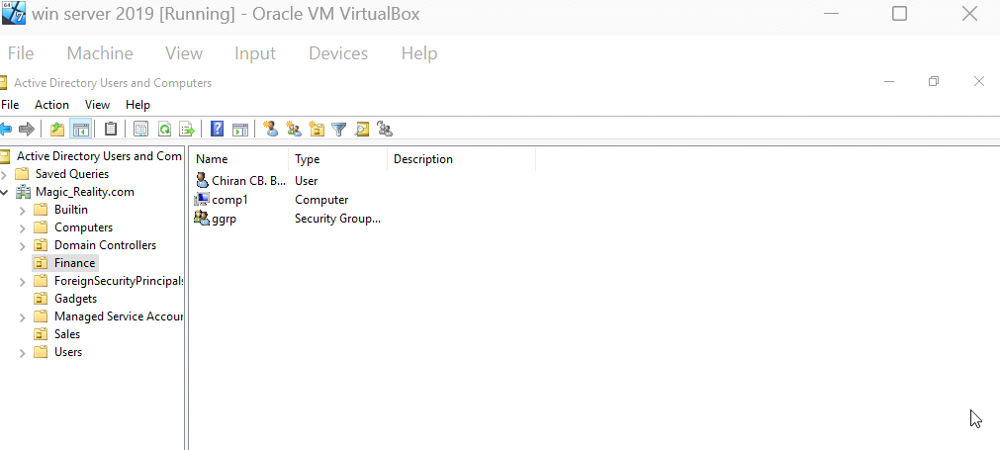 win server 2019 [Running] - Oracle VM VirtualBox
File Machine View Input Devices Help
Active Directory Users and Computers
File Action View Help
Active Directory Users and Com
Saved Queries
Magic_Reality.com
Builtin
Computers
Domain Controllers
Finance
ForeignSecurityPrincipals
Gadgets
Managed Service Accour
Sales
Users
Name Type Description
Chiran CB. B... User
comp1 Computer
ggrp Security Group...